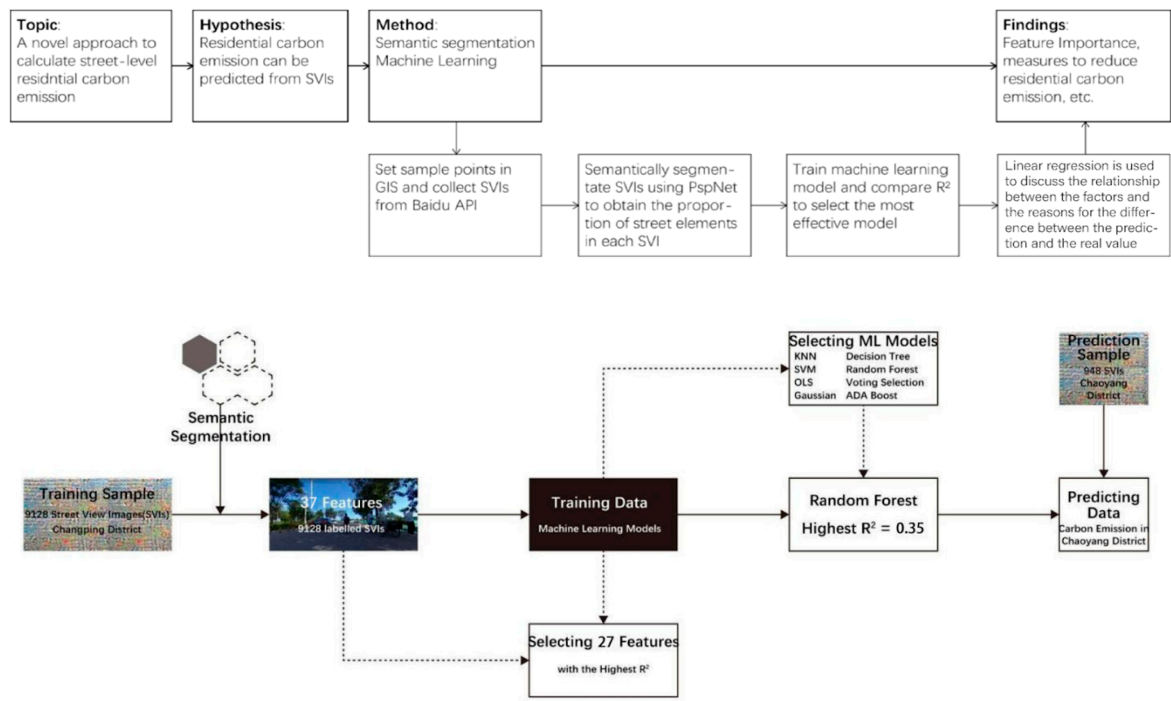 Topic:
A novel approach to
calculate street-level
residntial carbon
emission
Hypothesis:
Residential carbon
emission can be
predicted from SVIs
Method:
Semantic segmentation
Machine Learning
Findings:
Feature Importance,
measures to reduce
residential carbon
emission, etc.
Set sample points in
GIS and collect SVIs
from Baidu API
Semantically segmen-
tate SVIs using PspNet
to obtain the proportion
of street elements
in each SVI
Train machine learning
model and compare R²
to select the most
effective model
Linear regression is used
to discuss the relationship
between the factors and
the reasons for the differ-
ence between the predic-
tion and the real value
Semantic
Segmentation
Training Sample
9128 Street View Images(SVIs)
Changping District
37 Features
9128 labelled SVIs
Training Data
Machine Learning Models
Selecting 27 Features
with the Highest R²
Selecting ML Models
KNN Decision Tree
SVM Random Forest
OLS Voting Selection
Gaussian ADA Boost
Random Forest
Highest R² = 0.35
Prediction
Sample
948 SVIs
Chaoyang
District
Predicting
Data
Carbon Emission in
Chaoyang District